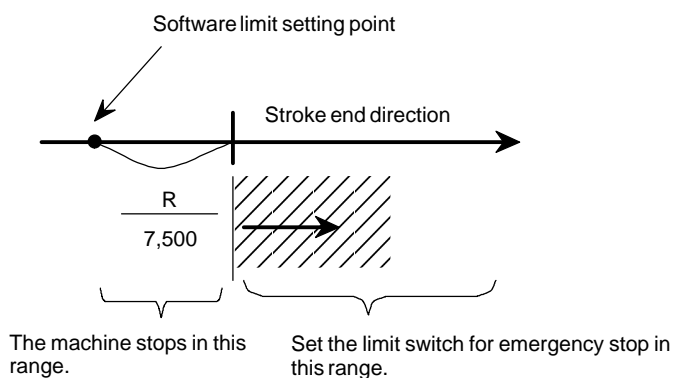 Software limit setting point
Stroke end direction
R
7,500
The machine stops in this
range.
Set the limit switch for emergency stop in
this range.